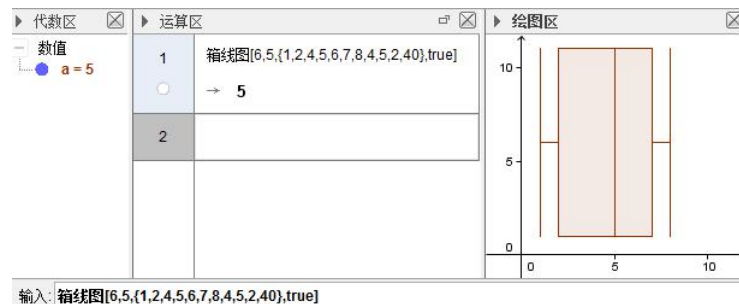 代数区
数值
a = 5
运算区
1
箱线图[6,5,{1,2,4,5,6,7,8,4,5,2,40},true]
→ 5
2
绘图区
10
5
0
0 5 10
输入: 箱线图[6,5,{1,2,4,5,6,7,8,4,5,2,40},true]